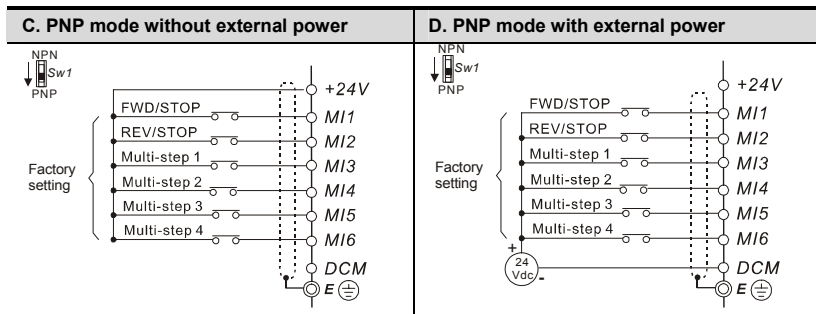 C. PNP mode without external power
NPN
Sw1
PNP
Factory
setting
FWD/STOP
REV/STOP
Multi-step 1
Multi-step 2
Multi-step 3
Multi-step 4
+24V
MI1
MI2
MI3
MI4
MI5
MI6
DCM
E
D. PNP mode with external power
NPN
Sw1
PNP
Factory
setting
FWD/STOP
REV/STOP
Multi-step 1
Multi-step 2
Multi-step 3
Multi-step 4
+
24
Vdc
-
+24V
MI1
MI2
MI3
MI4
MI5
MI6
DCM
E